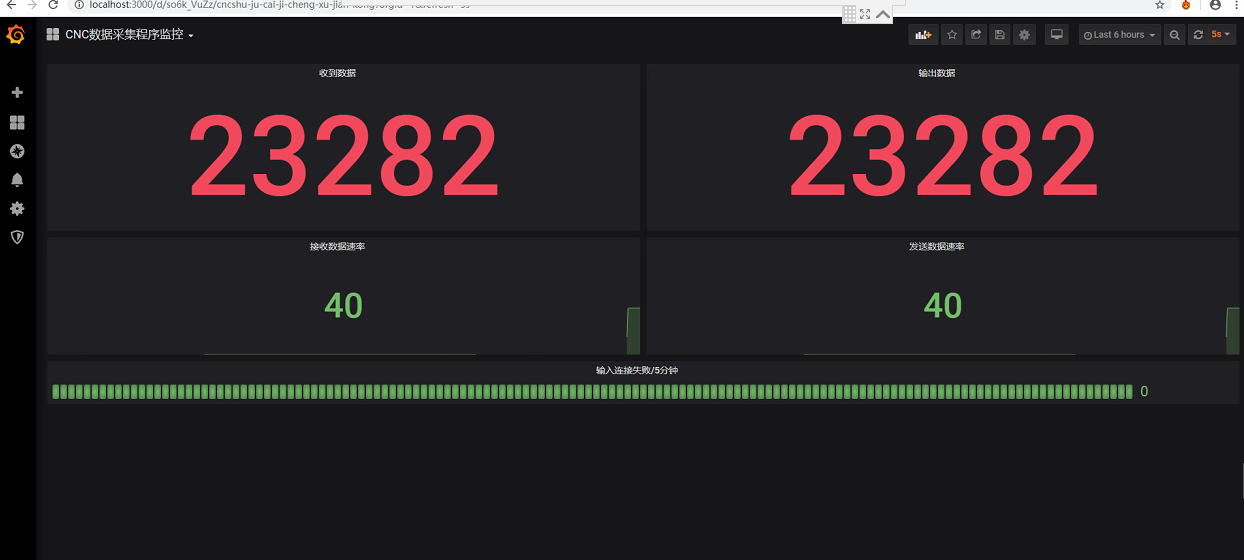 localhost:3000/d/so6k_VuZz/cncshu-ju-cai-ji-cheng-xu-jian
CNC数据采集程序监控
Last 6 hours
5s
收到数据
输出数据
23282
23282
接收数据速率
发送数据速率
40
40
输入连接失败/5分钟
0